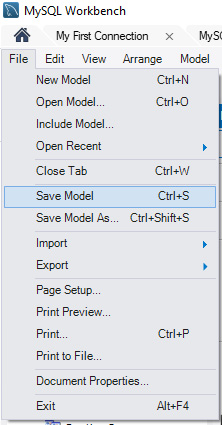 MySQL Workbench
My First Connection × MyS
File Edit View Arrange Model
New Model Ctrl+N
Open Model... Ctrl+O
Include Model...
Open Recent
Close Tab Ctrl+W
Save Model Ctrl+S
Save Model As... Ctrl+Shift+S
Import
Export
Page Setup...
Print Preview...
Print... Ctrl+P
Print to File...
Document Properties...
Exit Alt+F4